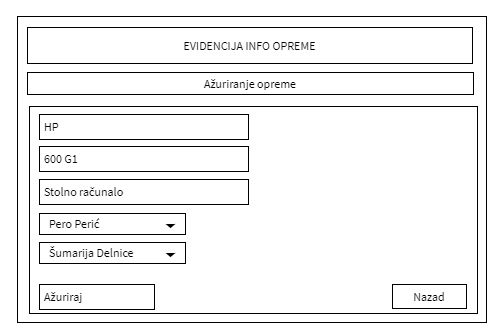 EVIDENCIJA INFO OPREME
Ažuriranje opreme
HP
600 G1
Stolno računalo
Pero Perić
Šumarija Delnice
Ažuriraj
Nazad